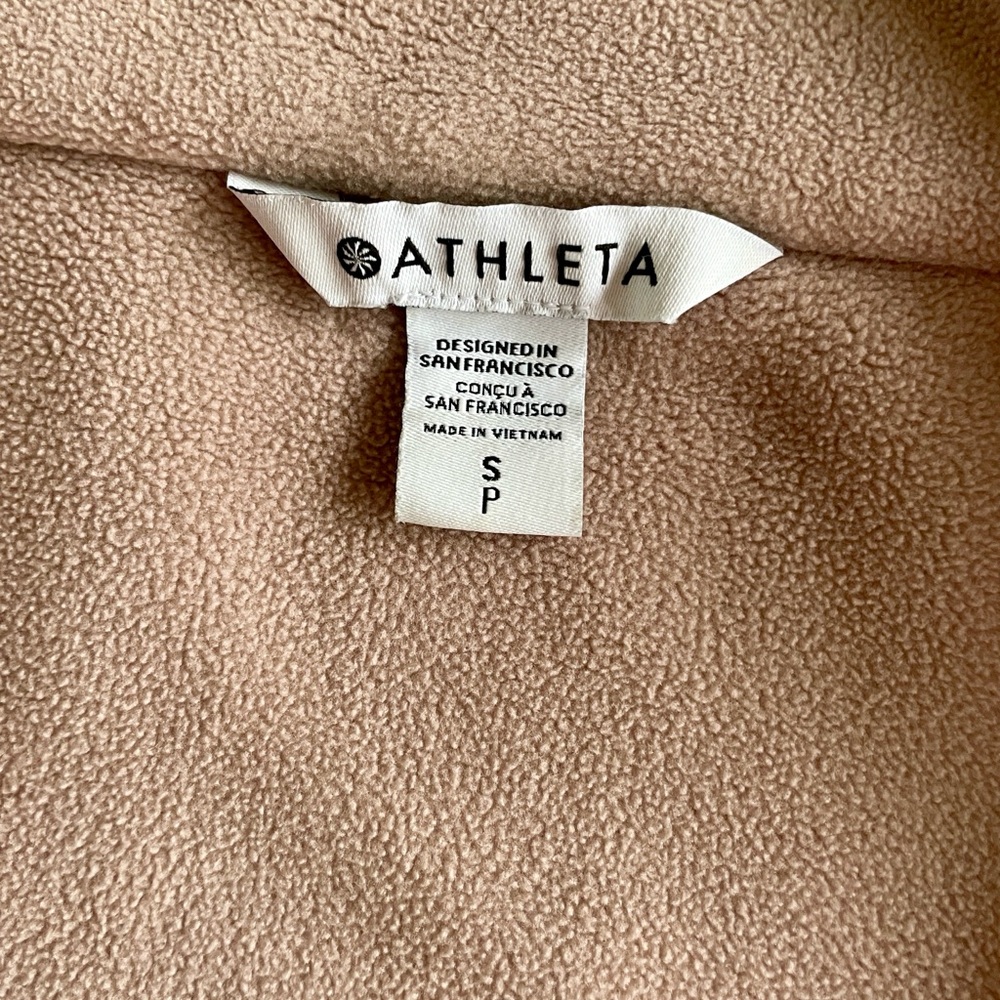 ATHLETA
DESIGNED IN
SAN FRANCISCO
CONÇU À
SAN FRANCISCO
MADE IN VIETNAM
S
P